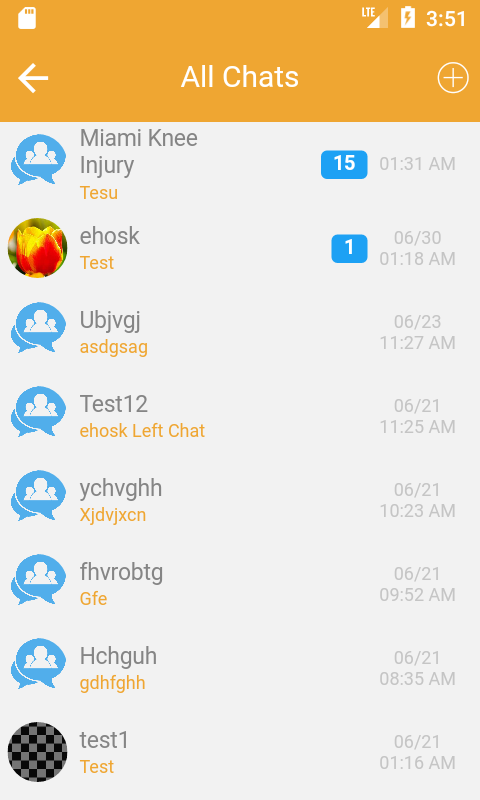 LTE 3:51
All Chats
Miami Knee
Injury
Tesu
15
01:31 AM
ehosk
Test
1
06/30
01:18 AM
Ubjvgj
asdgsag
06/23
11:27 AM
Test12
ehosk Left Chat
06/21
11:25 AM
ychvghh
Xjdvjxcn
06/21
10:23 AM
fhvrobtg
Gfe
06/21
09:52 AM
Hchguh
gdhfghh
06/21
08:35 AM
test1
Test
06/21
01:16 AM